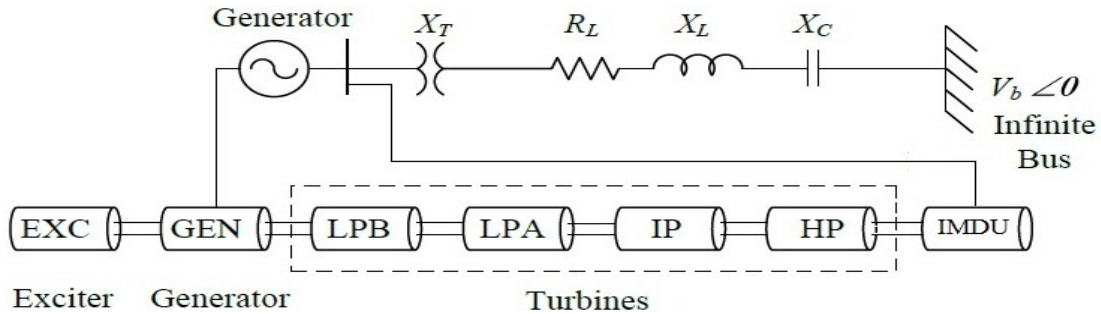 Generator
X_T
R_L
X_L
X_C
V_b ∠0
Infinite
Bus
EXC
GEN
LPB
LPA
IP
HP
IMDU
Exciter
Generator
Turbines